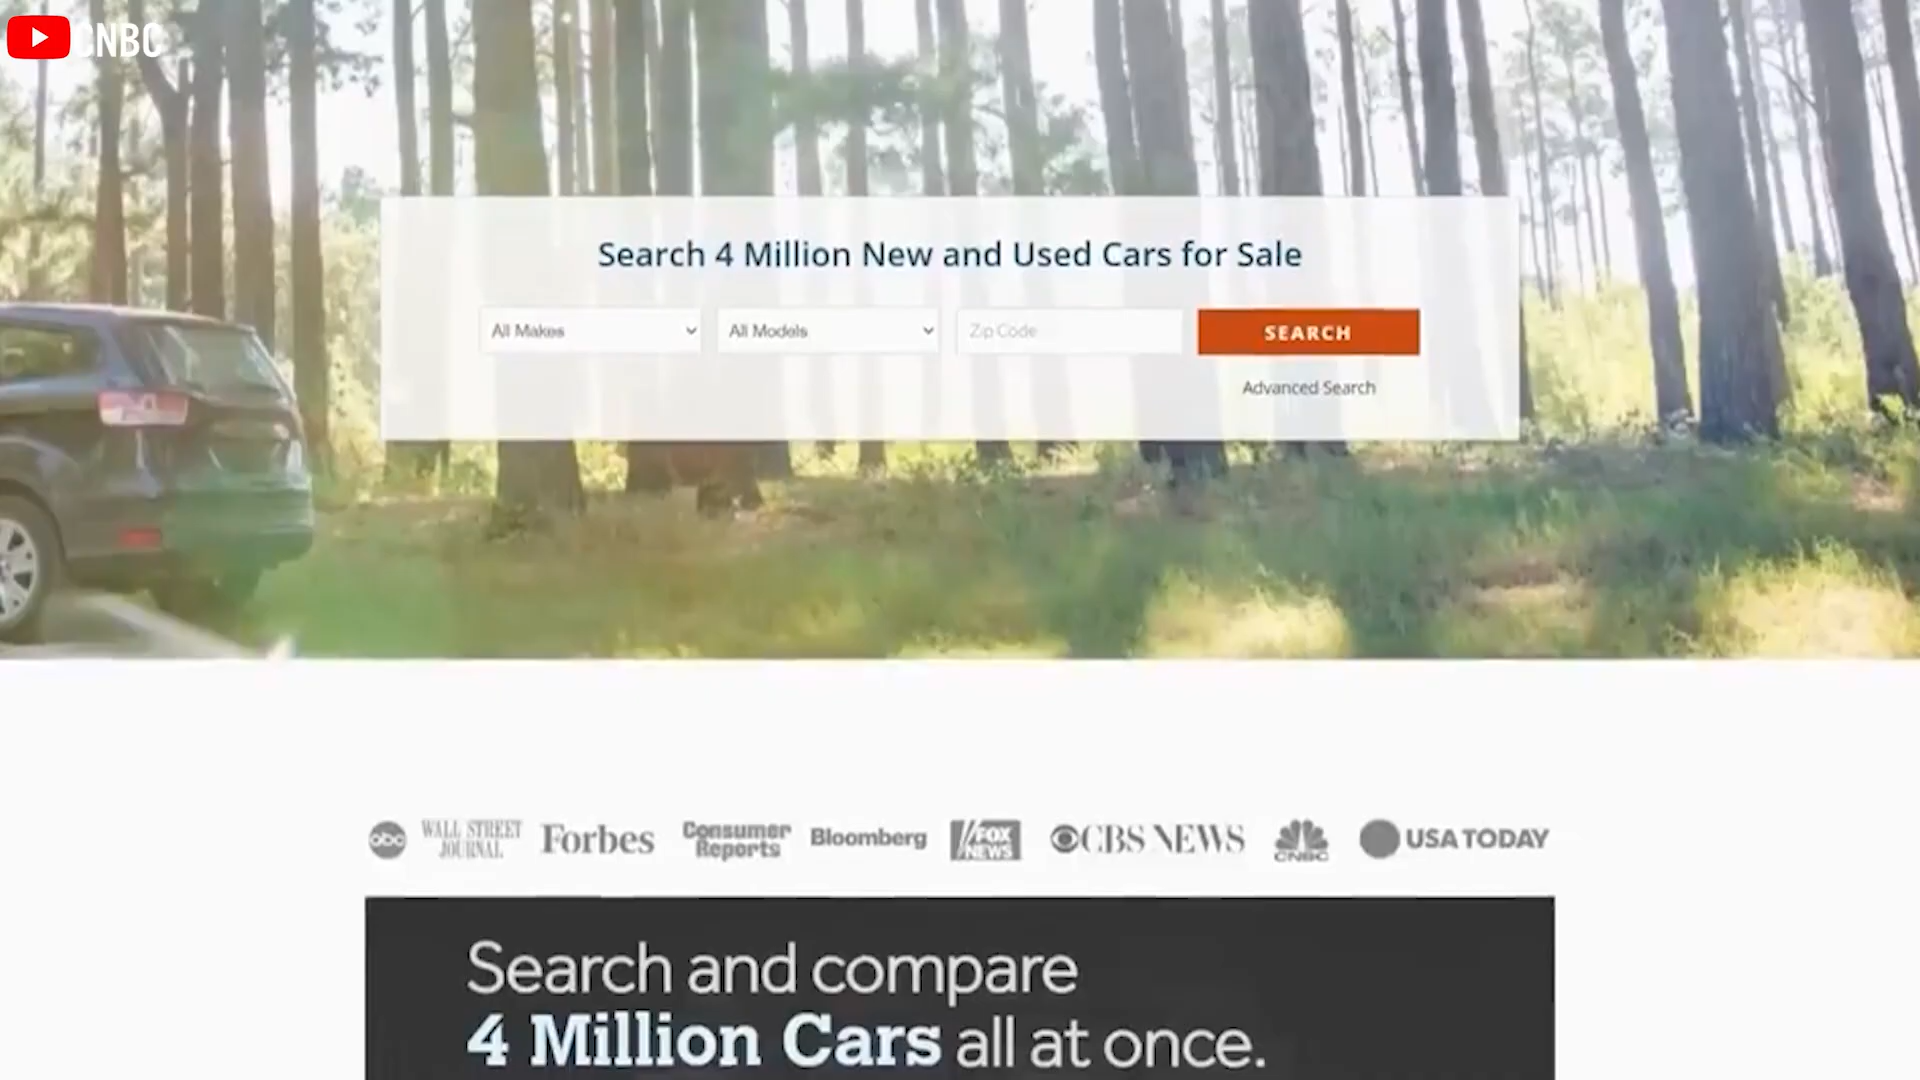 CNBC
Search 4 Million New and Used Cars for Sale
All Makes
All Models
Zip Code
SEARCH
Advanced Search
abc
WALL STREET JOURNAL
Forbes
Consumer Reports
Bloomberg
FOX NEWS
CBS NEWS
CNBC
USA TODAY
Search and compare
4 Million Cars all at once.